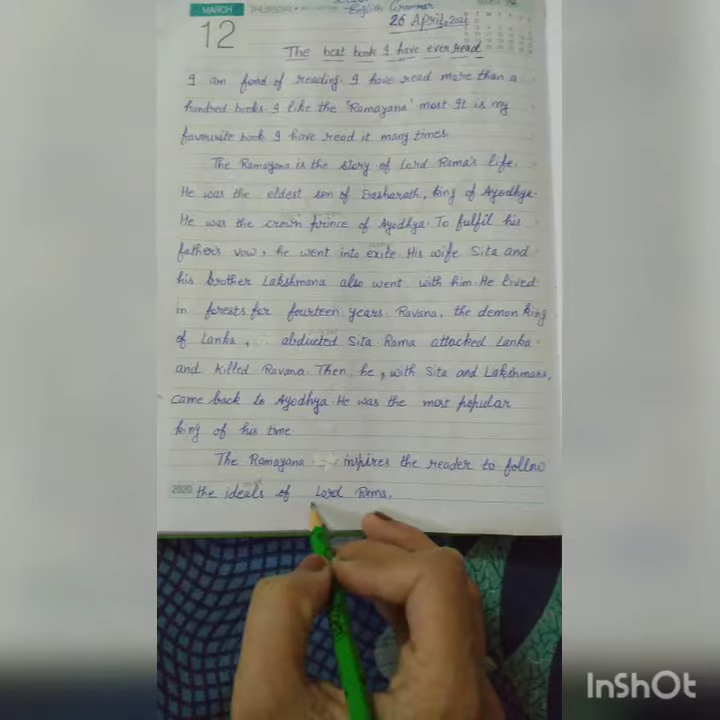 MARCH
THURSDAY
English Grammar
12
26 April, 2021
The best book I have ever read
I am fond of reading. I have read more than a
hundred books. I like the 'Ramayana' most. It is my
favourite book. I have read it many times.
The Ramayana is the story of Lord Rama's life.
He was the eldest son of Dasharath, king of Ayodhya.
He was the crown prince of Ayodhya. To fulfil his
father's vow, he went into exile. His wife Sita and
his brother Lakshmana also went with him. He lived
in forests for fourteen years. Ravana, the demon king
of Lanka, abducted Sita. Rama attacked Lanka
and killed Ravana. Then, he, with Sita and Lakshmana,
came back to Ayodhya. He was the most popular
king of his time.
The Ramayana inspires the reader to follow
2020 the ideals of Lord Rama.
InShOt